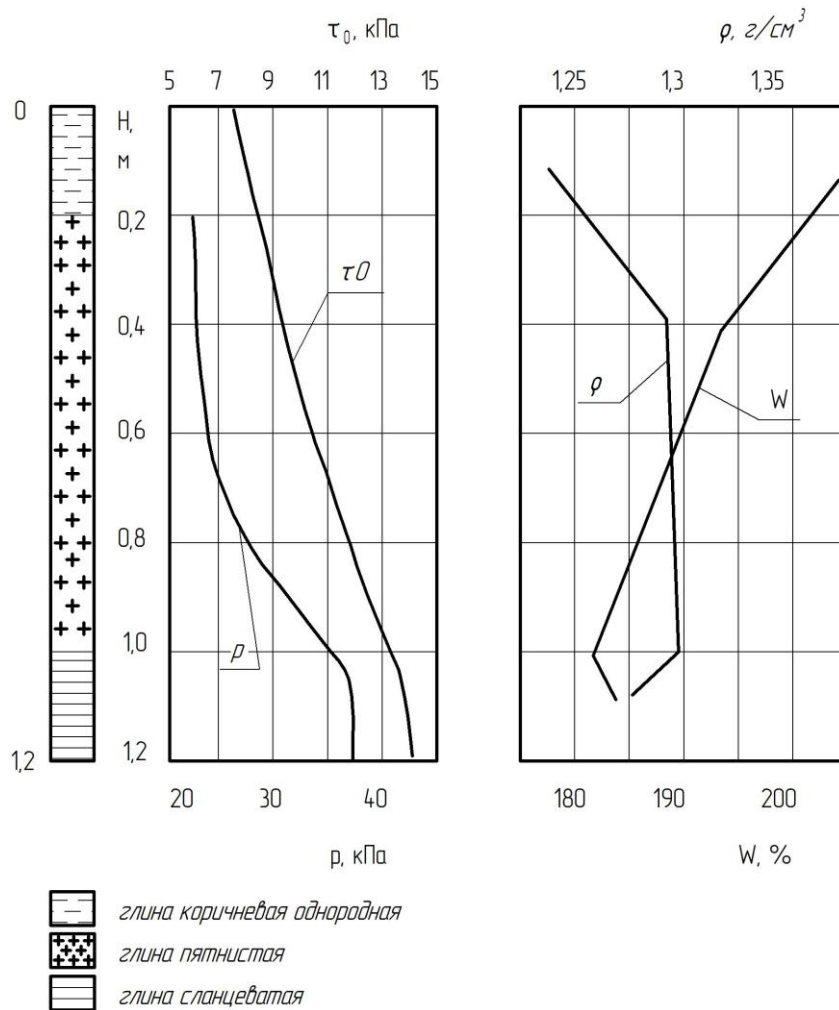 τ₀, кПа
ρ, г/см³
5 7 9 11 13 15
1,25 1,3 1,35
0
H,
м
0,2
τ0
0,4
ρ
W
0,6
0,8
1,0
p
1,2
1,2
20 30 40
180 190 200
p, кПа
W, %
глина коричневая однородная
глина пятнистая
глина сланцеватая